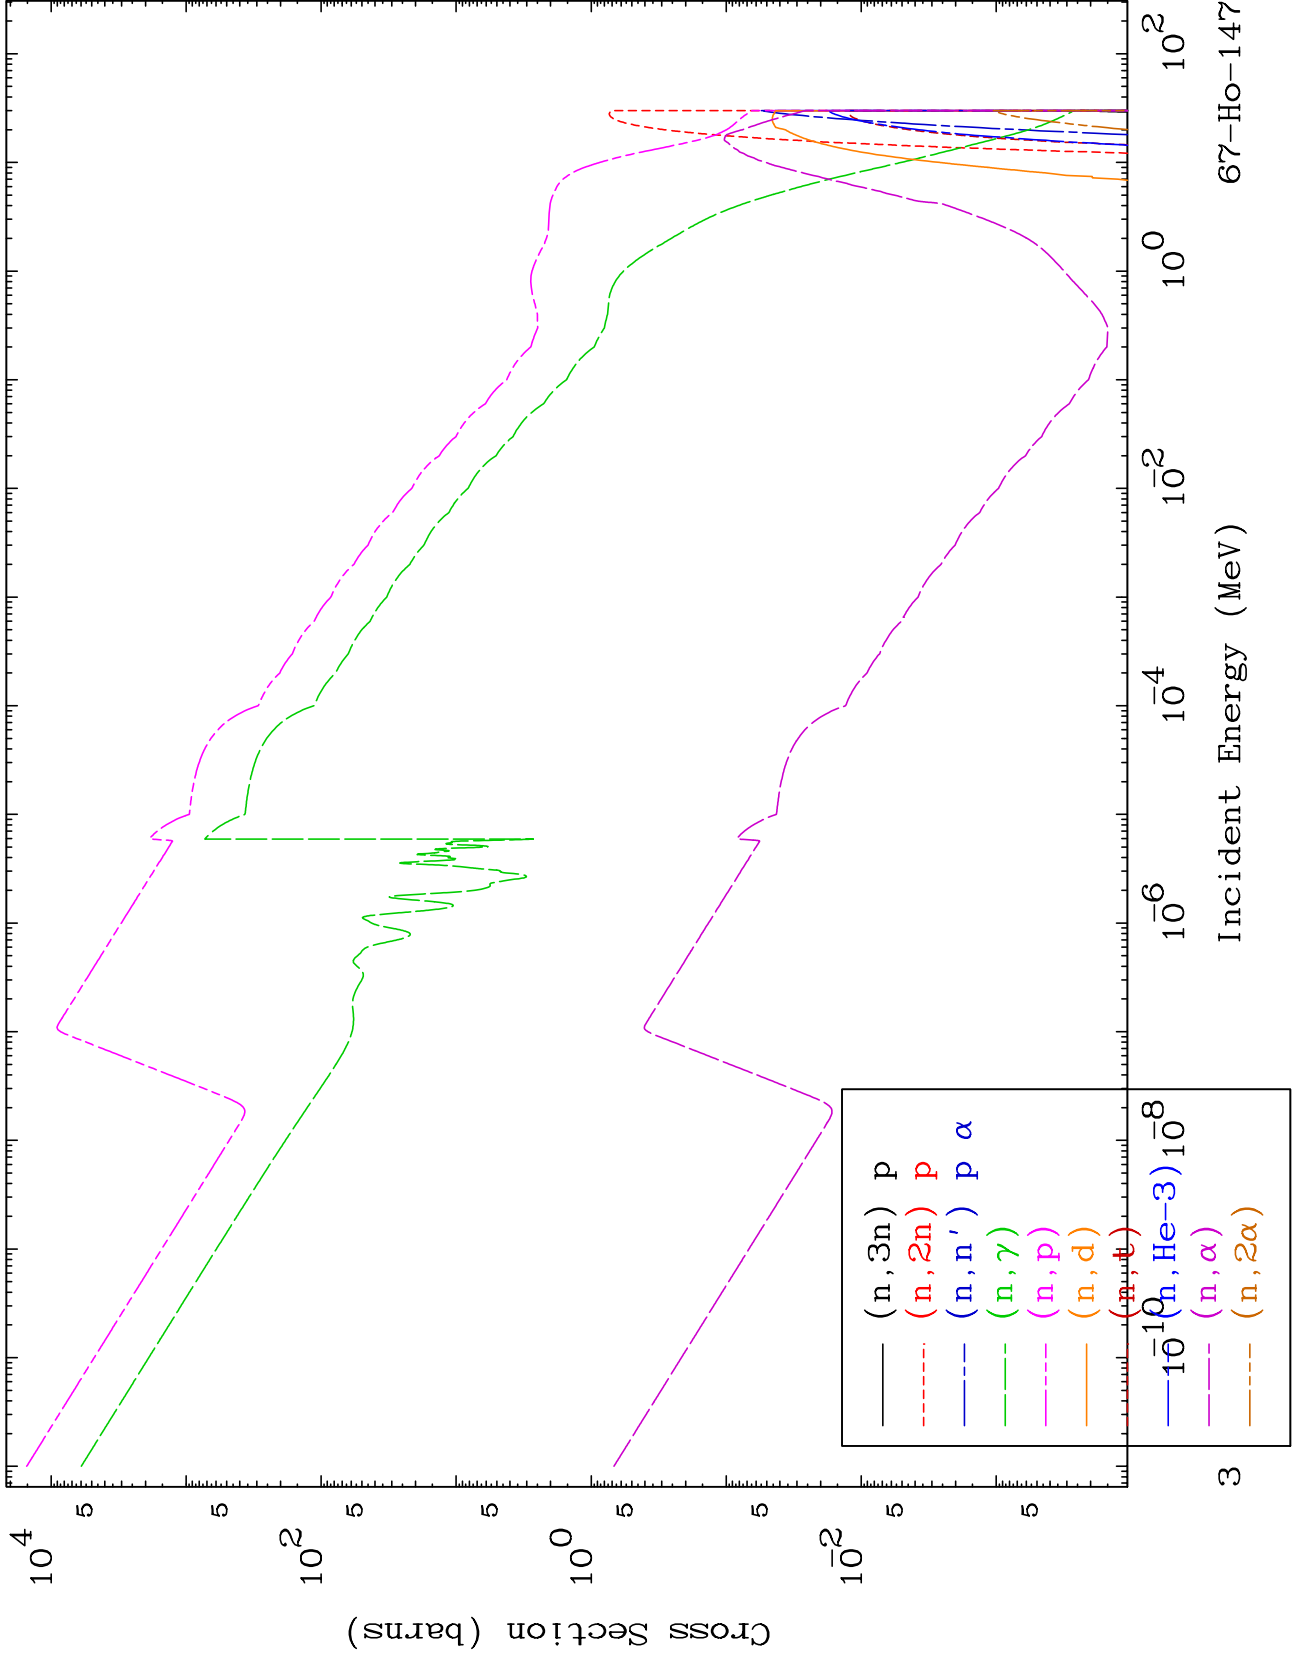 10^4
5
5
10^2
5
5
10^0
5
5
10^-2
5
5
Cross Section (barns)
10^-10
10^-8
10^-6
10^-4
10^-2
10^0
10^2
Incident Energy (MeV)
3
67-Ho-147
(n,3n) p
(n,2n) p
(n,n') p α
(n,γ)
(n,p)
(n,d)
(n,t)
(n,He-3)
(n,α)
(n,2α)